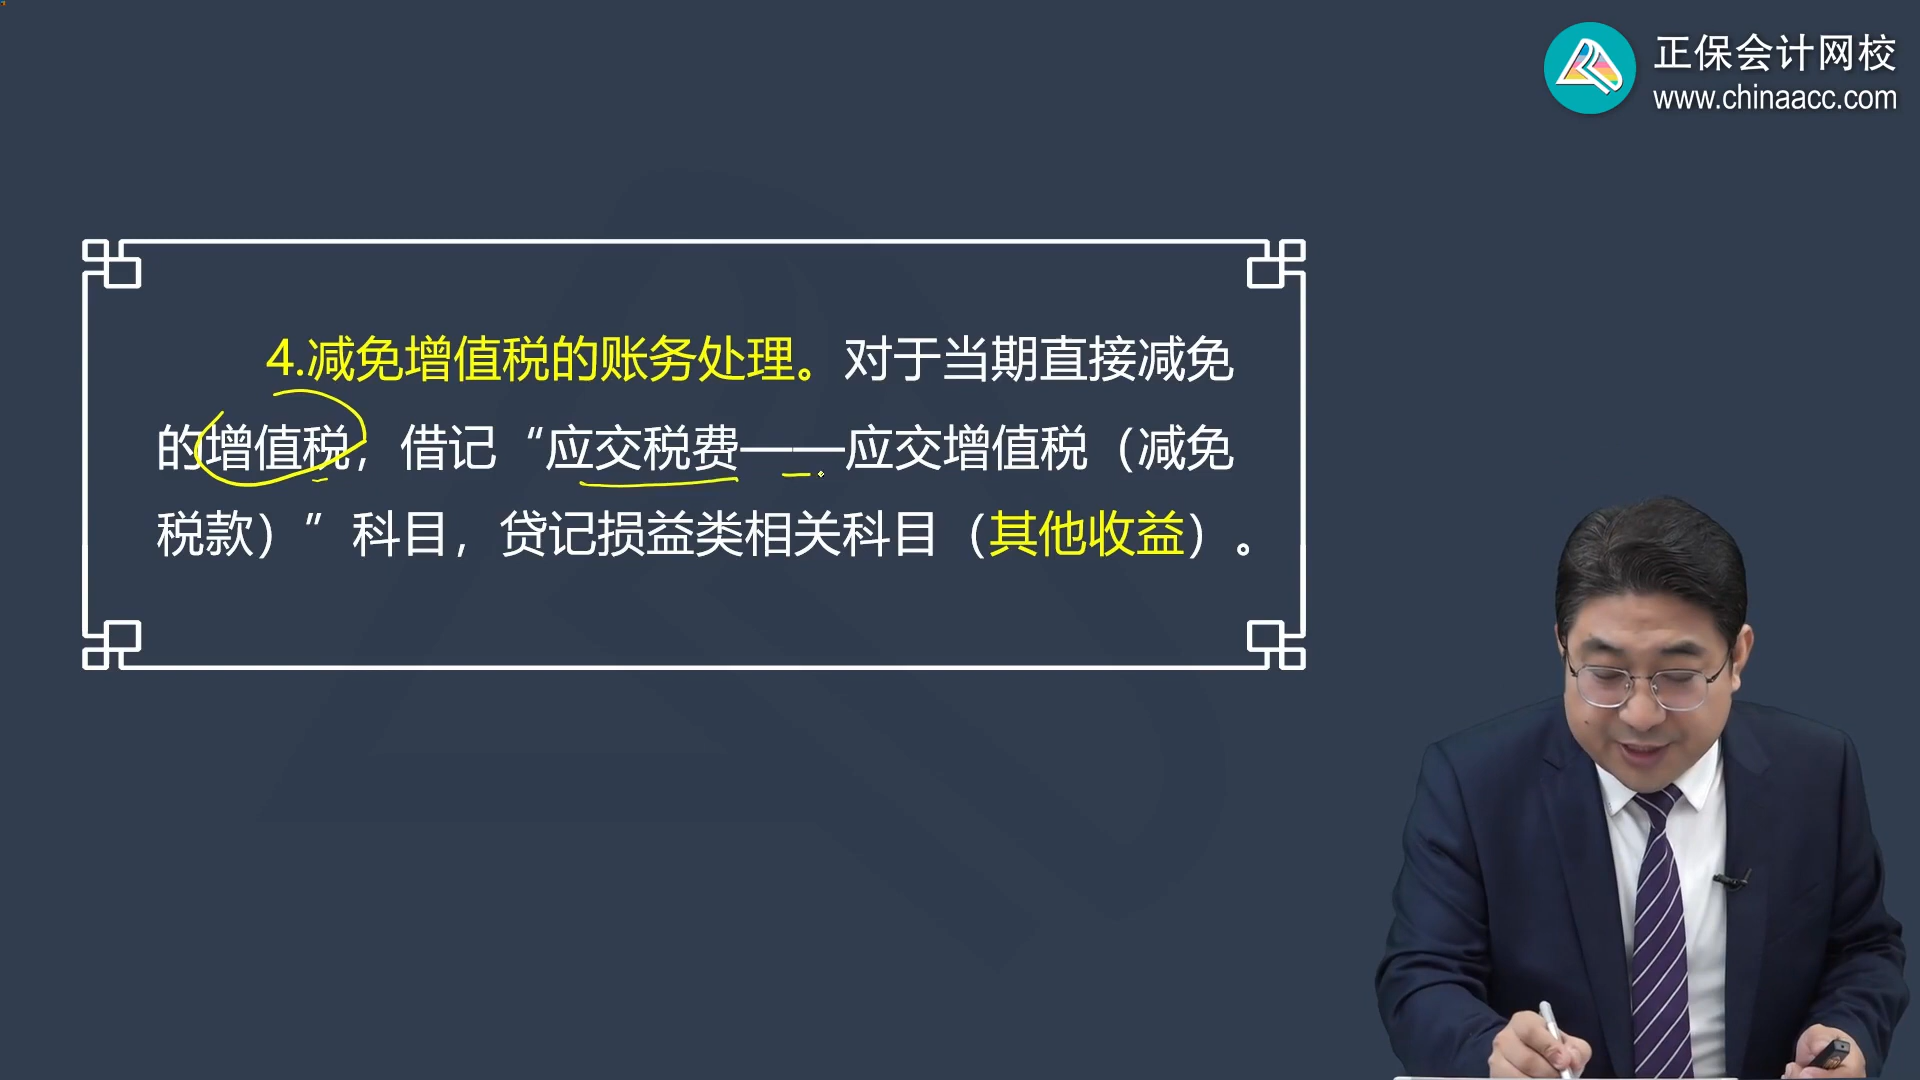 正保会计网校
www.chinaacc.com
4.减免增值税的账务处理。对于当期直接减免
的增值税，借记“应交税费——应交增值税（减免
税款）”科目，贷记损益类相关科目（其他收益）。